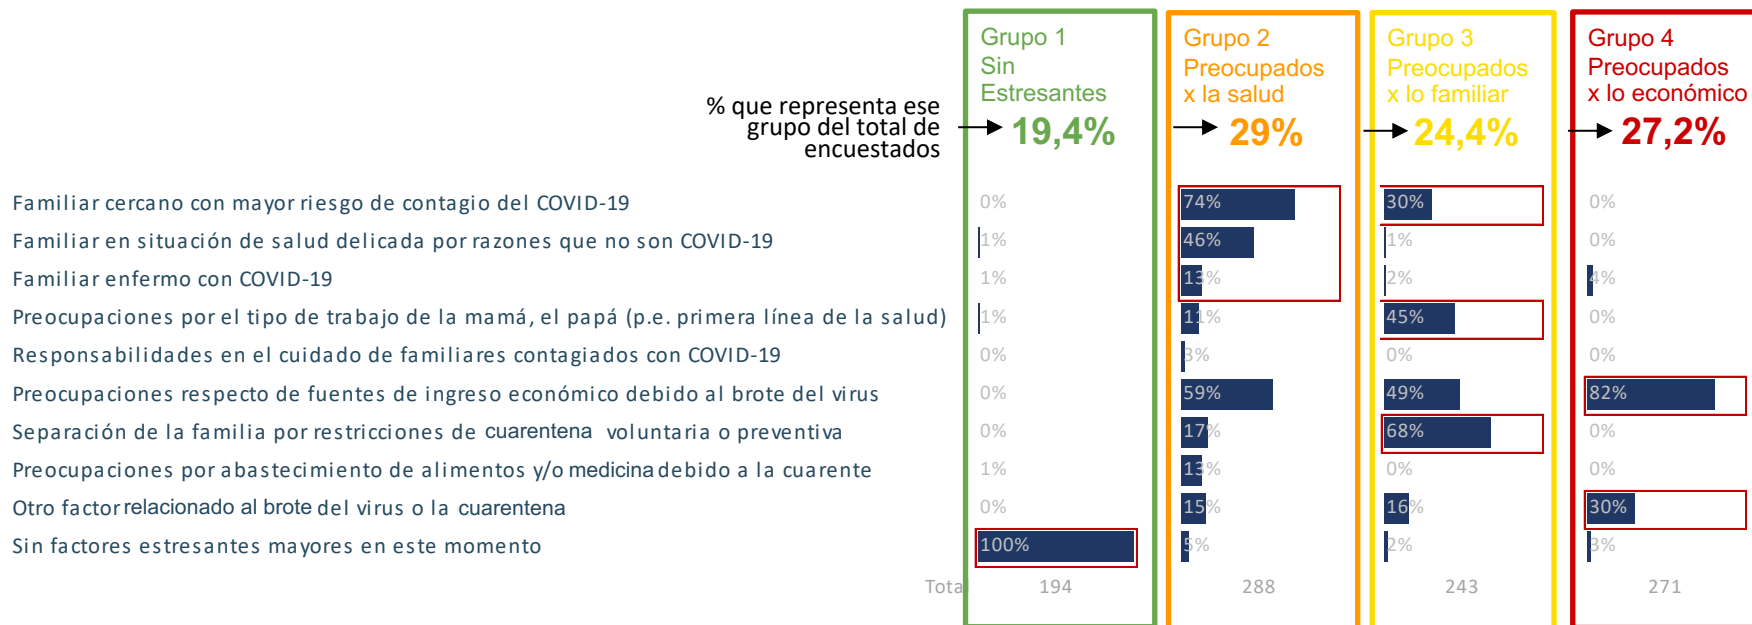 Grupo 1
Sin
Estresantes
19,4%
Grupo 2
Preocupados
x la salud
29%
Grupo 3
Preocupados
x lo familiar
24,4%
Grupo 4
Preocupados
x lo económico
27,2%
% que representa ese
grupo del total de
encuestados
Familiar cercano con mayor riesgo de contagio del COVID-19 0% 74% 30% 0%
Familiar en situación de salud delicada por razones que no son COVID-19 1% 46% 1% 0%
Familiar enfermo con COVID-19 1% 13% 2% 4%
Preocupaciones por el tipo de trabajo de la mamá, el papá (p.e. primera línea de la salud) 1% 11% 45% 0%
Responsabilidades en el cuidado de familiares contagiados con COVID-19 0% 3% 0% 0%
Preocupaciones respecto de fuentes de ingreso económico debido al brote del virus 0% 59% 49% 82%
Separación de la familia por restricciones de cuarentena voluntaria o preventiva 0% 17% 68% 0%
Preocupaciones por abastecimiento de alimentos y/o medicina debido a la cuarente 1% 13% 0% 0%
Otro factor relacionado al brote del virus o la cuarentena 0% 15% 16% 30%
Sin factores estresantes mayores en este momento 100% 5% 2% 3%
Total 194 288 243 271